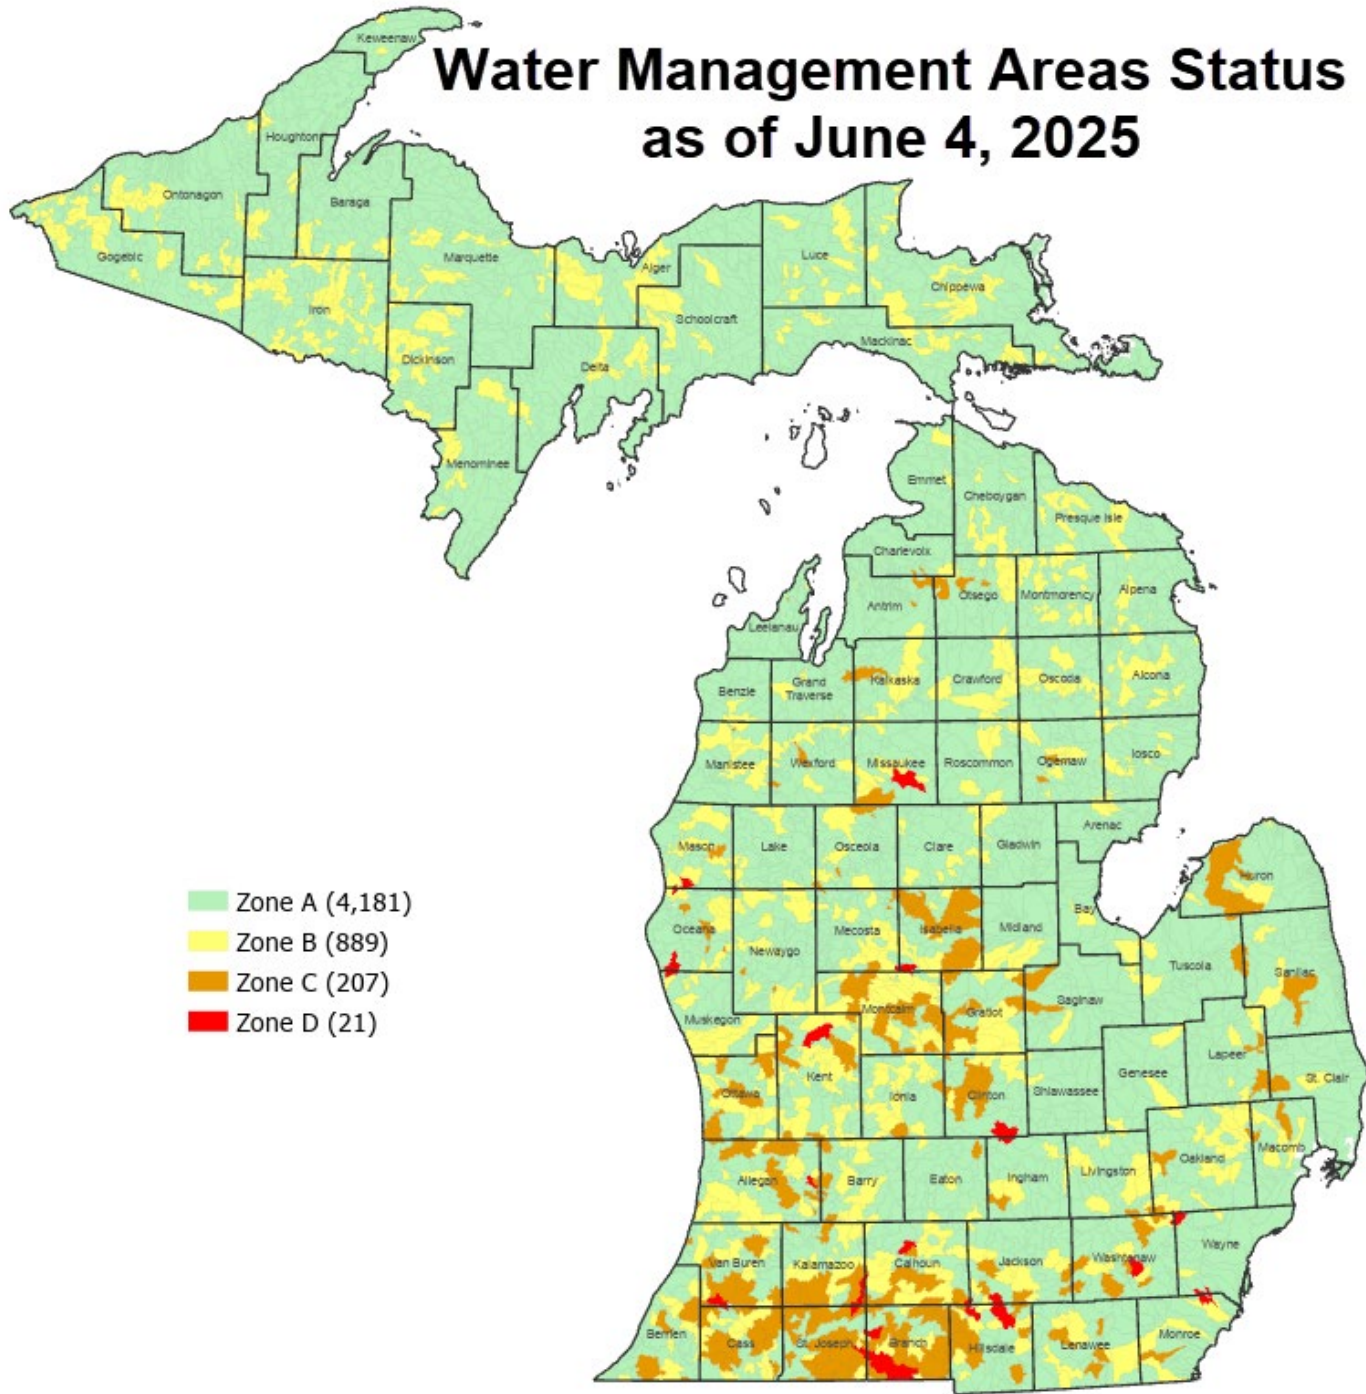 Water Management Areas Status
as of June 4, 2025
Keweenaw
Houghton
Ontonagon
Baraga
Gogebic
Marquette
Iron
Dickinson
Menominee
Delta
Alger
Schoolcraft
Luce
Chippewa
Mackinac
Emmet
Cheboygan
Presque Isle
Charlevoix
Antrim
Otsego
Montmorency
Alpena
Leelanau
Benzie
Grand
Traverse
Kalkaska
Crawford
Oscoda
Alcona
Manistee
Wexford
Missaukee
Roscommon
Ogemaw
Iosco
Mason
Lake
Osceola
Clare
Gladwin
Arenac
Huron
Zone A (4,181)
Zone B (889)
Zone C (207)
Zone D (21)
Oceana
Newaygo
Mecosta
Isabella
Midland
Bay
Tuscola
Sanilac
Muskegon
Montcalm
Gratiot
Saginaw
Ottawa
Kent
Ionia
Clinton
Shiawassee
Genesee
Lapeer
St. Clair
Allegan
Barry
Eaton
Ingham
Livingston
Oakland
Macomb
Van Buren
Kalamazoo
Calhoun
Jackson
Washtenaw
Wayne
Berrien
Cass
St. Joseph
Branch
Hillsdale
Lenawee
Monroe